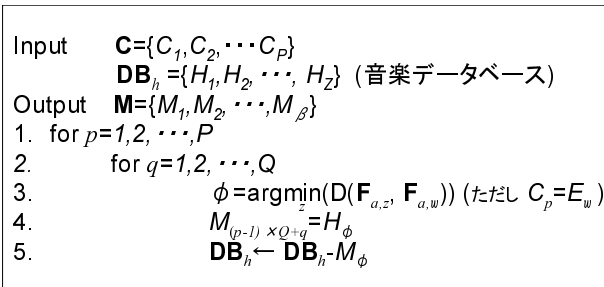 Input C={C1,C2,・・・CP}
DBh ={H1,H2,・・・, HZ} (音楽データベース)
Output M={M1,M2,・・・,Mβ}
1. for p=1,2,・・・,P
2. for q=1,2,・・・,Q
3. φ=argmin(D(Fa,z, Fa,w)) (ただし Cp=Ew)
z
4. M(p-1)×Q+q=Hφ
5. DBh← DBh-Mφ